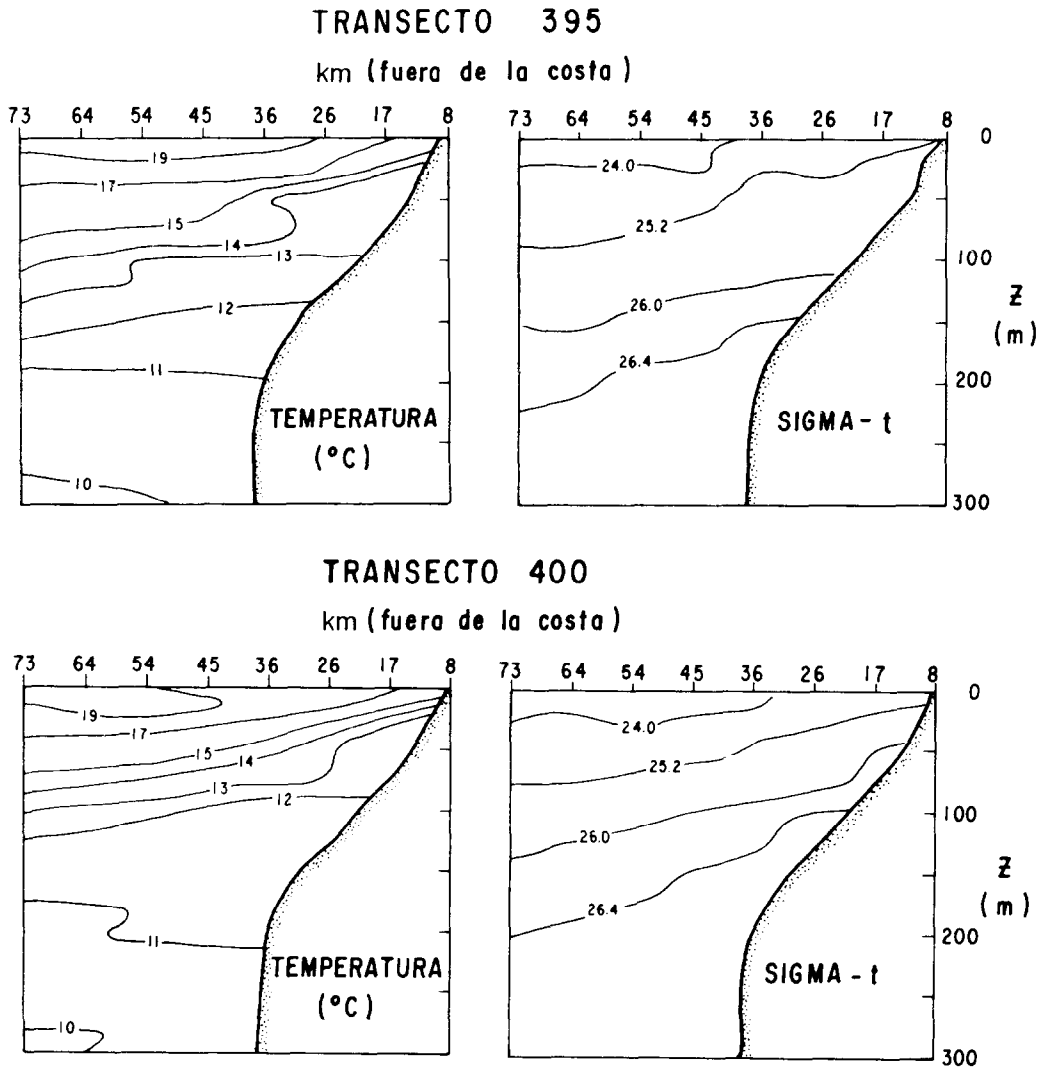 TRANSECTO 395
km (fuera de la costa)
73 64 54 45 36 26 17 8
73 64 54 45 36 26 17 8
0
19
24.0
17
15
25.2
14
13
100
12
26.0
Z
(m)
11
26.4
200
TEMPERATURA
(°C)
SIGMA-t
10
300
TRANSECTO 400
km (fuera de la costa)
73 64 54 45 36 26 17 8
73 64 54 45 36 26 17 8
0
19
24.0
17
15
14
25.2
13
12
100
26.0
Z
(m)
26.4
11
200
TEMPERATURA
(°C)
SIGMA-t
10
300